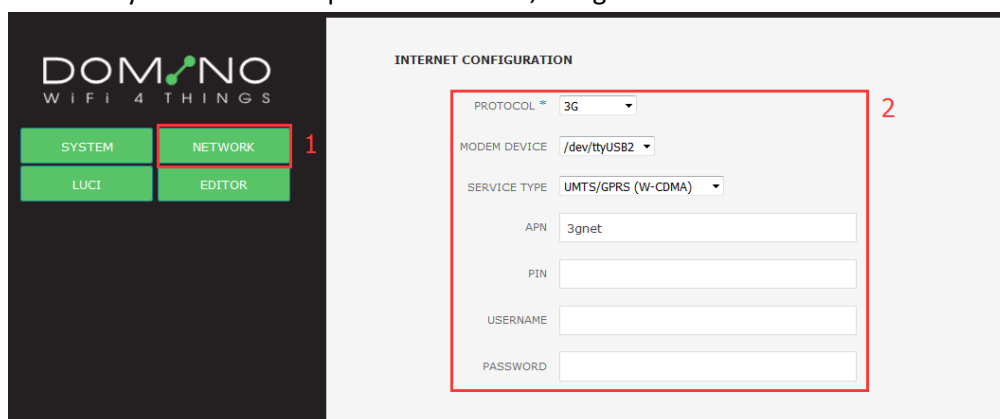 DOMINO
WiFi 4 THINGS
SYSTEM NETWORK 1
LUCI EDITOR
INTERNET CONFIGURATION
2
PROTOCOL * 3G
MODEM DEVICE /dev/ttyUSB2
SERVICE TYPE UMTS/GPRS (W-CDMA)
APN 3gnet
PIN
USERNAME
PASSWORD